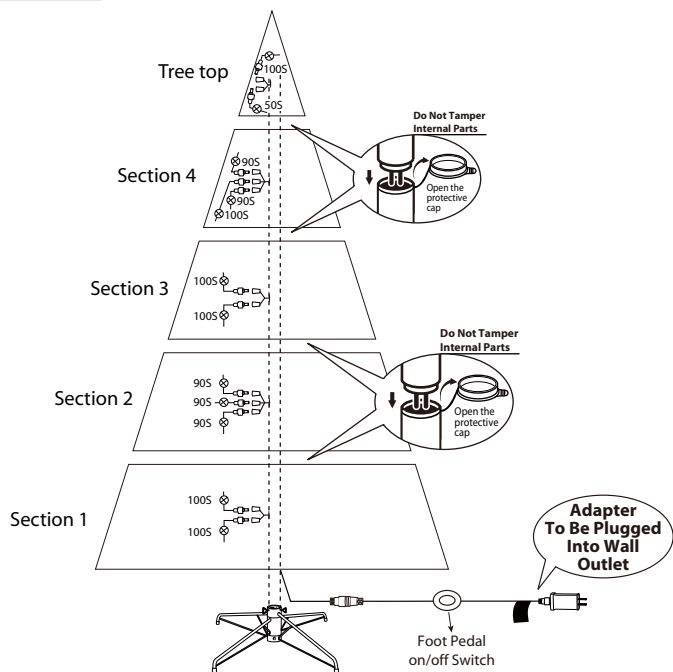 Tree top
100S
50S
Do Not Tamper
Internal Parts
Open the
protective
cap
Section 4
90S
90S
100S
Section 3
100S
100S
Do Not Tamper
Internal Parts
Open the
protective
cap
Section 2
90S
90S
90S
Section 1
100S
100S
Adapter
To Be Plugged
Into Wall
Outlet
Foot Pedal
on/off Switch